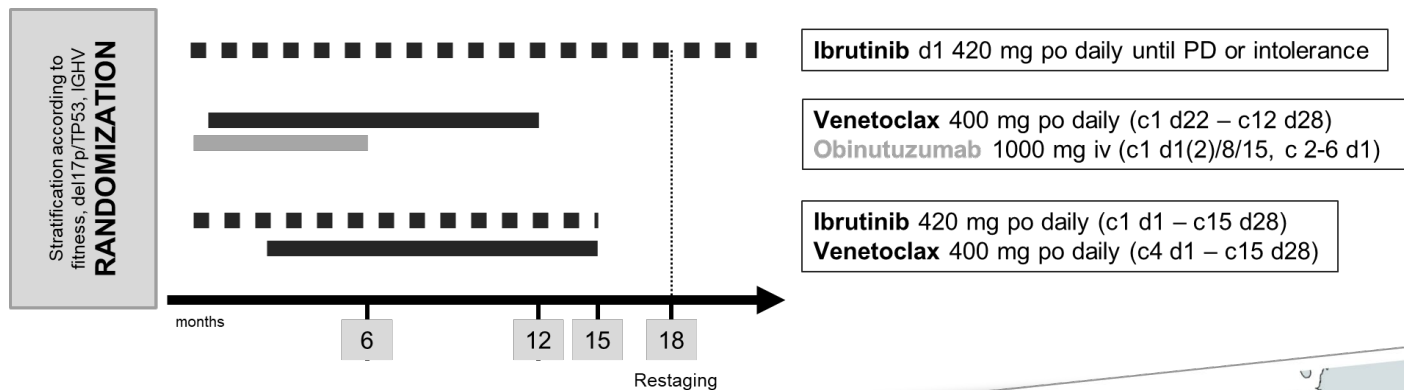 Stratification according to
fitness, del17p/TP53, IGHV
RANDOMIZATION
Ibrutinib d1 420 mg po daily until PD or intolerance
Venetoclax 400 mg po daily (c1 d22 – c12 d28)
Obinutuzumab 1000 mg iv (c1 d1(2)/8/15, c 2-6 d1)
Ibrutinib 420 mg po daily (c1 d1 – c15 d28)
Venetoclax 400 mg po daily (c4 d1 – c15 d28)
months
6
12
15
18
Restaging